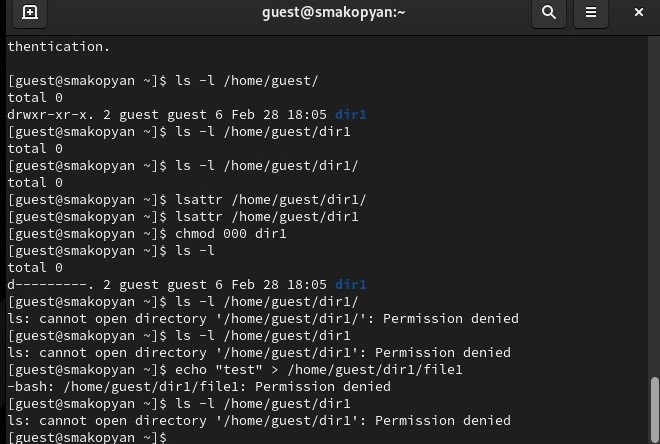 guest@smakopyan:~
thentication.
[guest@smakopyan ~]$ ls -l /home/guest/
total 0
drwxr-xr-x. 2 guest guest 6 Feb 28 18:05 dir1
[guest@smakopyan ~]$ ls -l /home/guest/dir1
total 0
[guest@smakopyan ~]$ ls -l /home/guest/dir1/
total 0
[guest@smakopyan ~]$ lsattr /home/guest/dir1/
[guest@smakopyan ~]$ lsattr /home/guest/dir1
[guest@smakopyan ~]$ chmod 000 dir1
[guest@smakopyan ~]$ ls -l
total 0
d---------. 2 guest guest 6 Feb 28 18:05 dir1
[guest@smakopyan ~]$ ls -l /home/guest/dir1/
ls: cannot open directory '/home/guest/dir1/': Permission denied
[guest@smakopyan ~]$ ls -l /home/guest/dir1
ls: cannot open directory '/home/guest/dir1': Permission denied
[guest@smakopyan ~]$ echo "test" > /home/guest/dir1/file1
-bash: /home/guest/dir1/file1: Permission denied
[guest@smakopyan ~]$ ls -l /home/guest/dir1
ls: cannot open directory '/home/guest/dir1': Permission denied
[guest@smakopyan ~]$